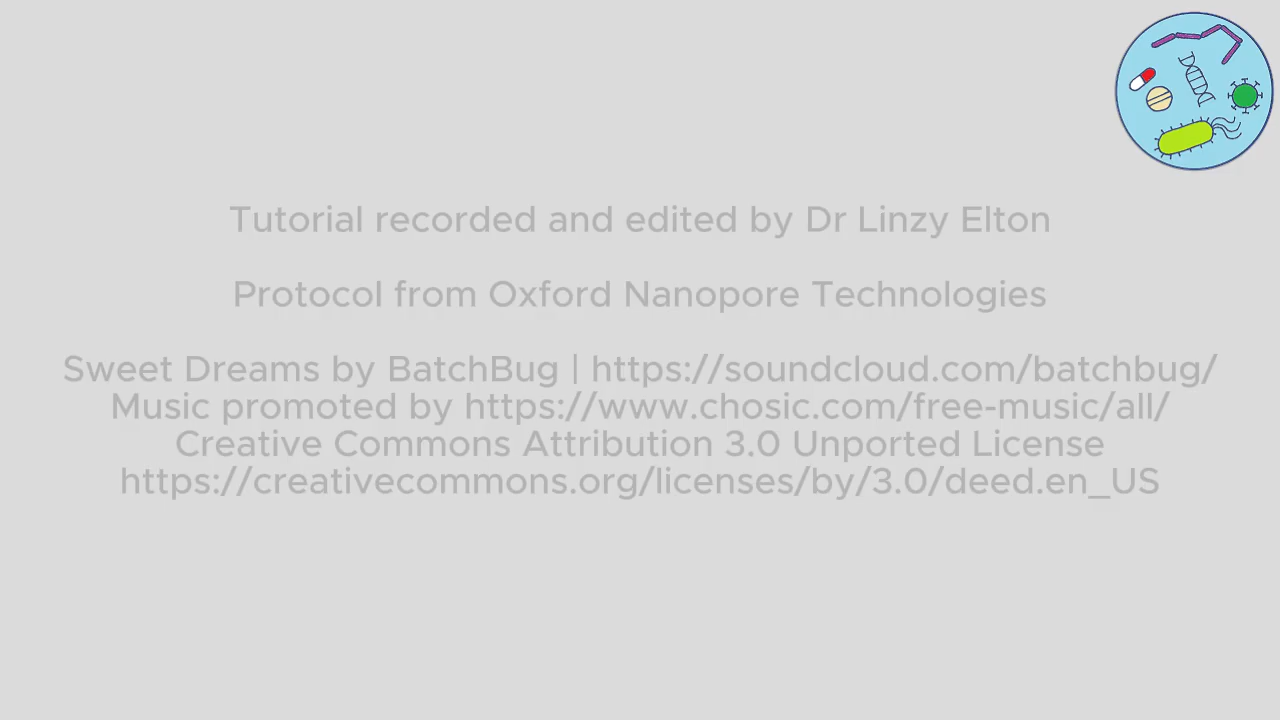 Tutorial recorded and edited by Dr Linzy Elton
Protocol from Oxford Nanopore Technologies
Sweet Dreams by BatchBug | https://soundcloud.com/batchbug/
Music promoted by https://www.chosic.com/free-music/all/
Creative Commons Attribution 3.0 Unported License
https://creativecommons.org/licenses/by/3.0/deed.en_US